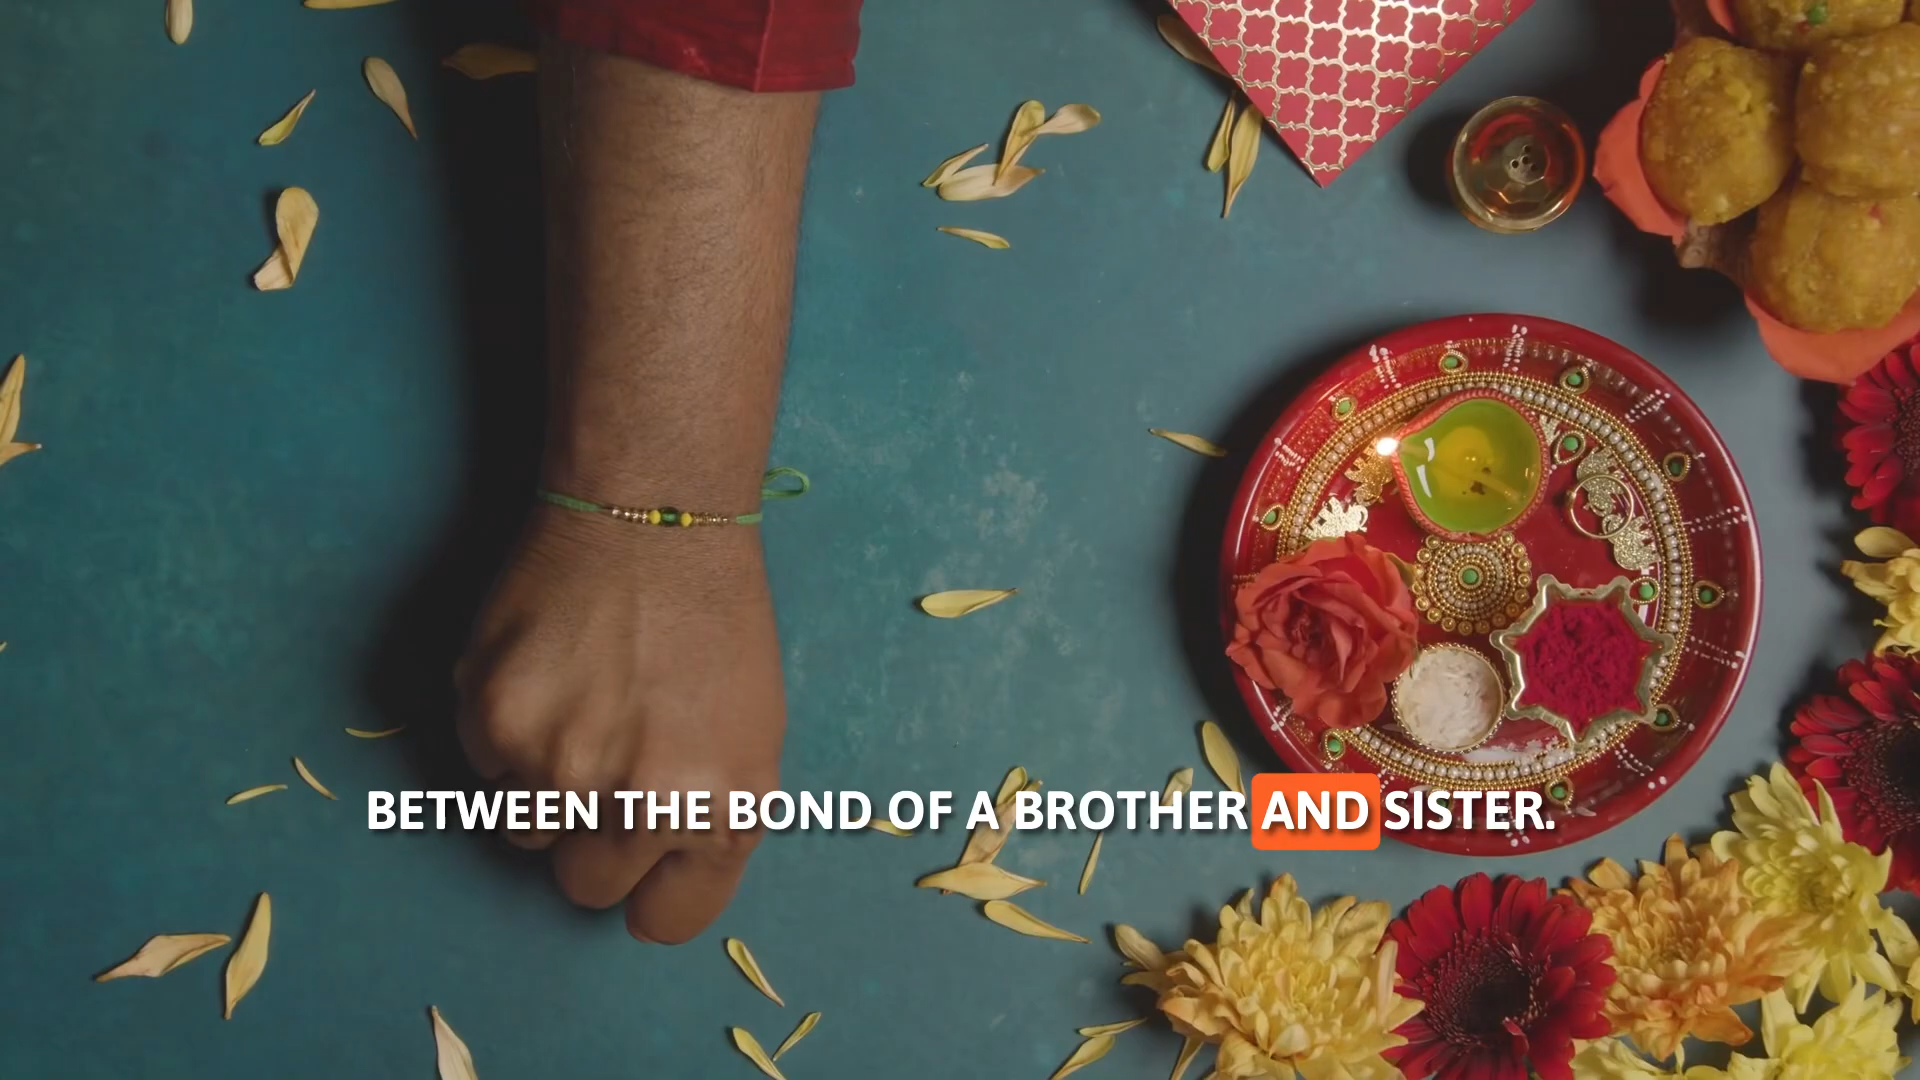 BETWEEN THE BOND OF A BROTHER AND SISTER.